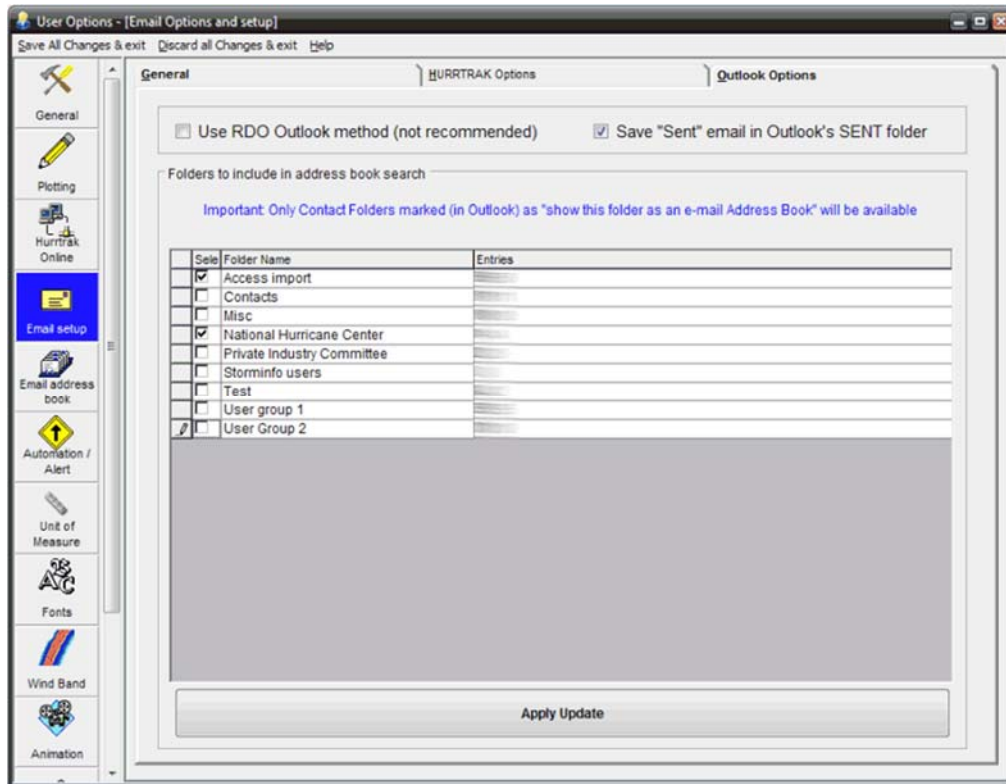 User Options - [Email Options and setup]
Save All Changes & exit Discard all Changes & exit Help
General
Plotting
Hurrtrak
Online
Email setup
Email address
book
Automation /
Alert
Unit of
Measure
Fonts
Wind Band
Animation
General HURRTRAK Options Outlook Options
Use RDO Outlook method (not recommended) Save "Sent" email in Outlook's SENT folder
Folders to include in address book search
Important: Only Contact Folders marked (in Outlook) as "show this folder as an e-mail Address Book" will be available
Sele Folder Name Entries
Access import
Contacts
Misc
National Hurricane Center
Private Industry Committee
Storminfo users
Test
User group 1
User Group 2
Apply Update